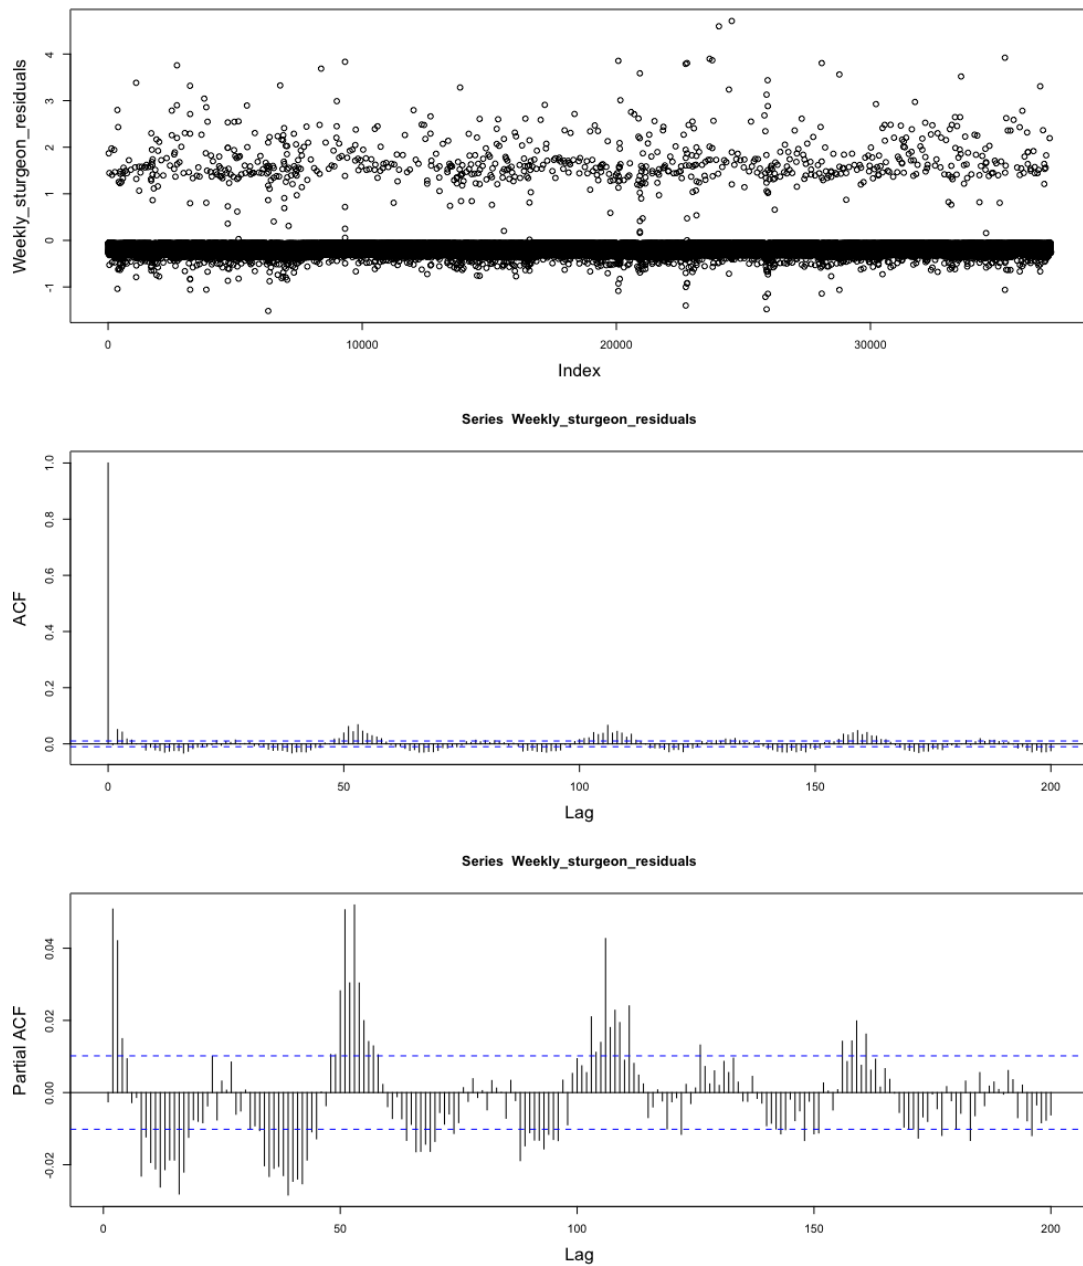 Weekly_sturgeon_residuals
4
3
2
1
0
-1
0 10000 20000 30000
Index
Series Weekly_sturgeon_residuals
ACF
1.0
0.8
0.6
0.4
0.2
0.0
0 50 100 150 200
Lag
Series Weekly_sturgeon_residuals
Partial ACF
0.04
0.02
0.00
-0.02
0 50 100 150 200
Lag